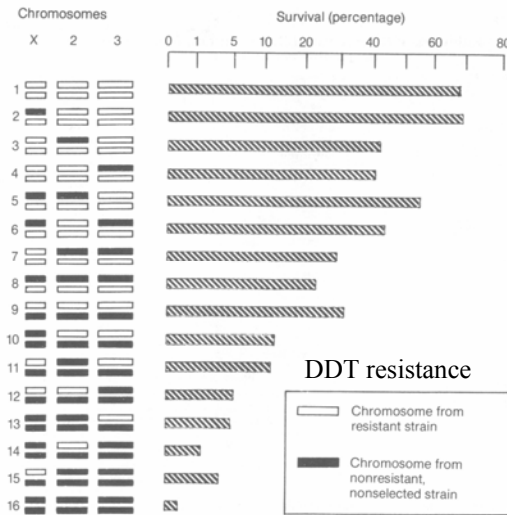 Chromosomes
Survival (percentage)
X 2 3
0 1 5 10 20 40 60 80
1
2
3
4
5
6
7
8
9
10
11
12
13
14
15
16
DDT resistance
Chromosome from
resistant strain
Chromosome from
nonresistant,
nonselected strain